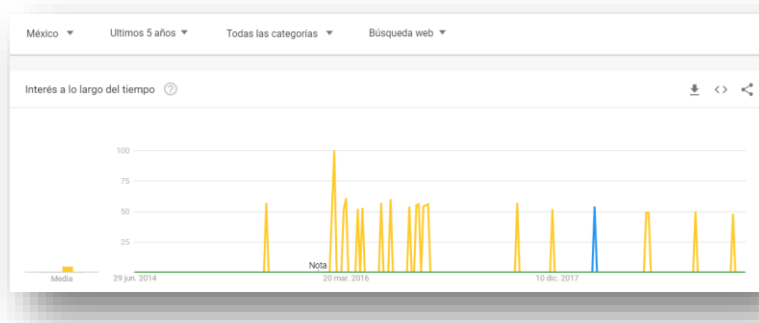 México Ultimos 5 años Todas las categorías Búsqueda web
Interés a lo largo del tiempo
100
75
50
25
Nota
Media 29 jun. 2014 20 mar. 2016 10 dic. 2017